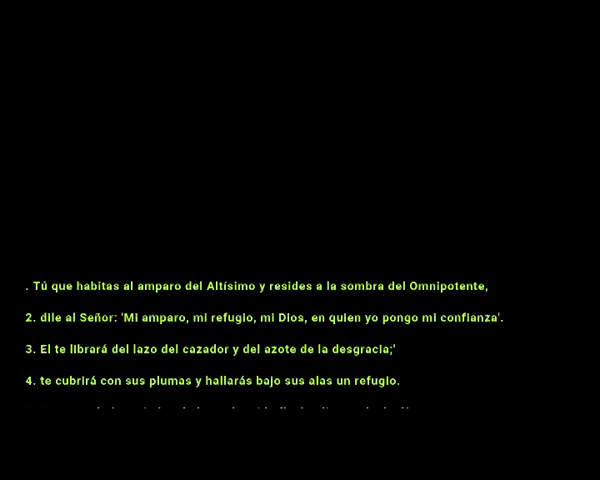 . Tú que habitas al amparo del Altísimo y resides a la sombra del Omnipotente,
2. dile al Señor: 'Mi amparo, mi refugio, mi Dios, en quien yo pongo mi confianza'.
3. El te librará del lazo del cazador y del azote de la desgracia;'
4. te cubrirá con sus plumas y hallarás bajo sus alas un refugio.